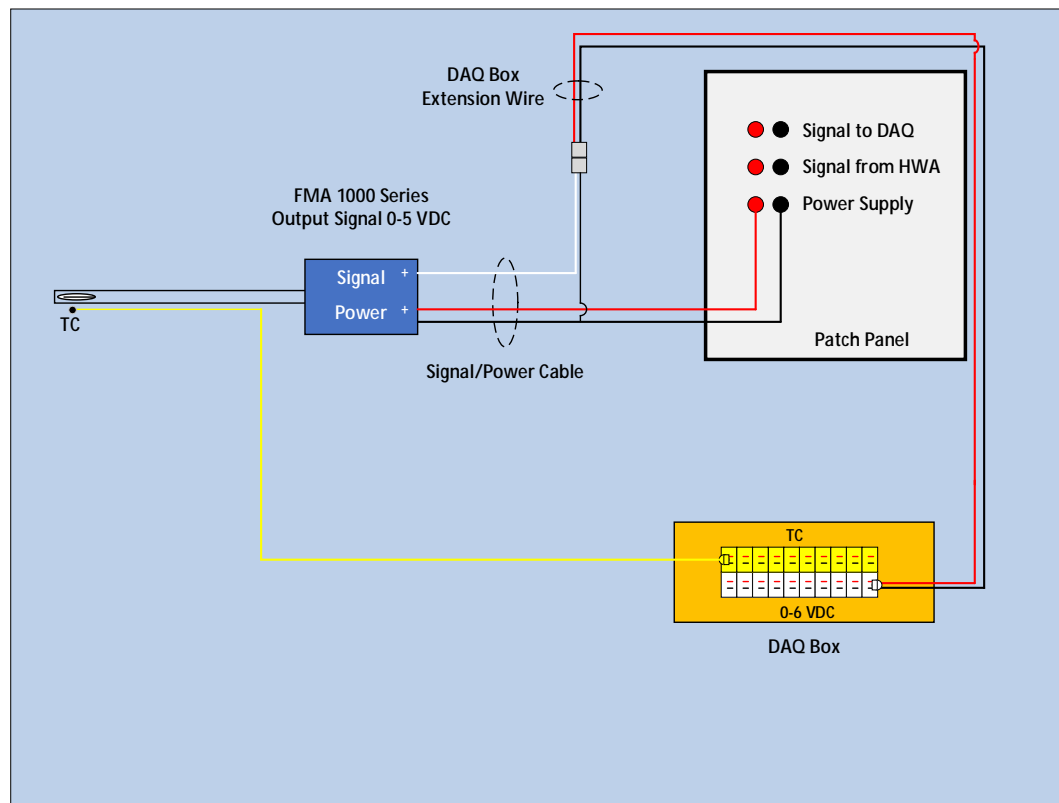 DAQ Box
Extension Wire
Signal to DAQ
Signal from HWA
Power Supply
FMA 1000 Series
Output Signal 0-5 VDC
Signal +
Power +
TC
Patch Panel
Signal/Power Cable
TC
0-6 VDC
DAQ Box